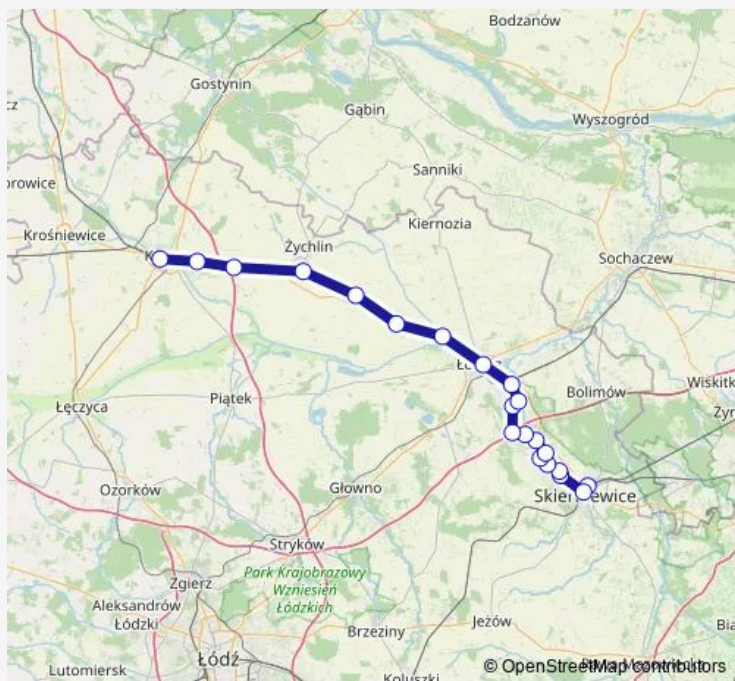 Bodzanów
Gostynin
Gąbin
Wyszogród
Sanniki
Kiernozia
Krośniewice
Żychlin
Sochaczew
Bolimów
Łęczyca
Piątek
Ozorków
Głowno
Stryków
Park Krajobrazowy
Wzniesień
Łódzkich
Zgierz
Aleksandrów
Łódzki
Brzeziny
Jeżów
Łódź
Lutomiersk
Koluszki
© OpenStreetMap contributors